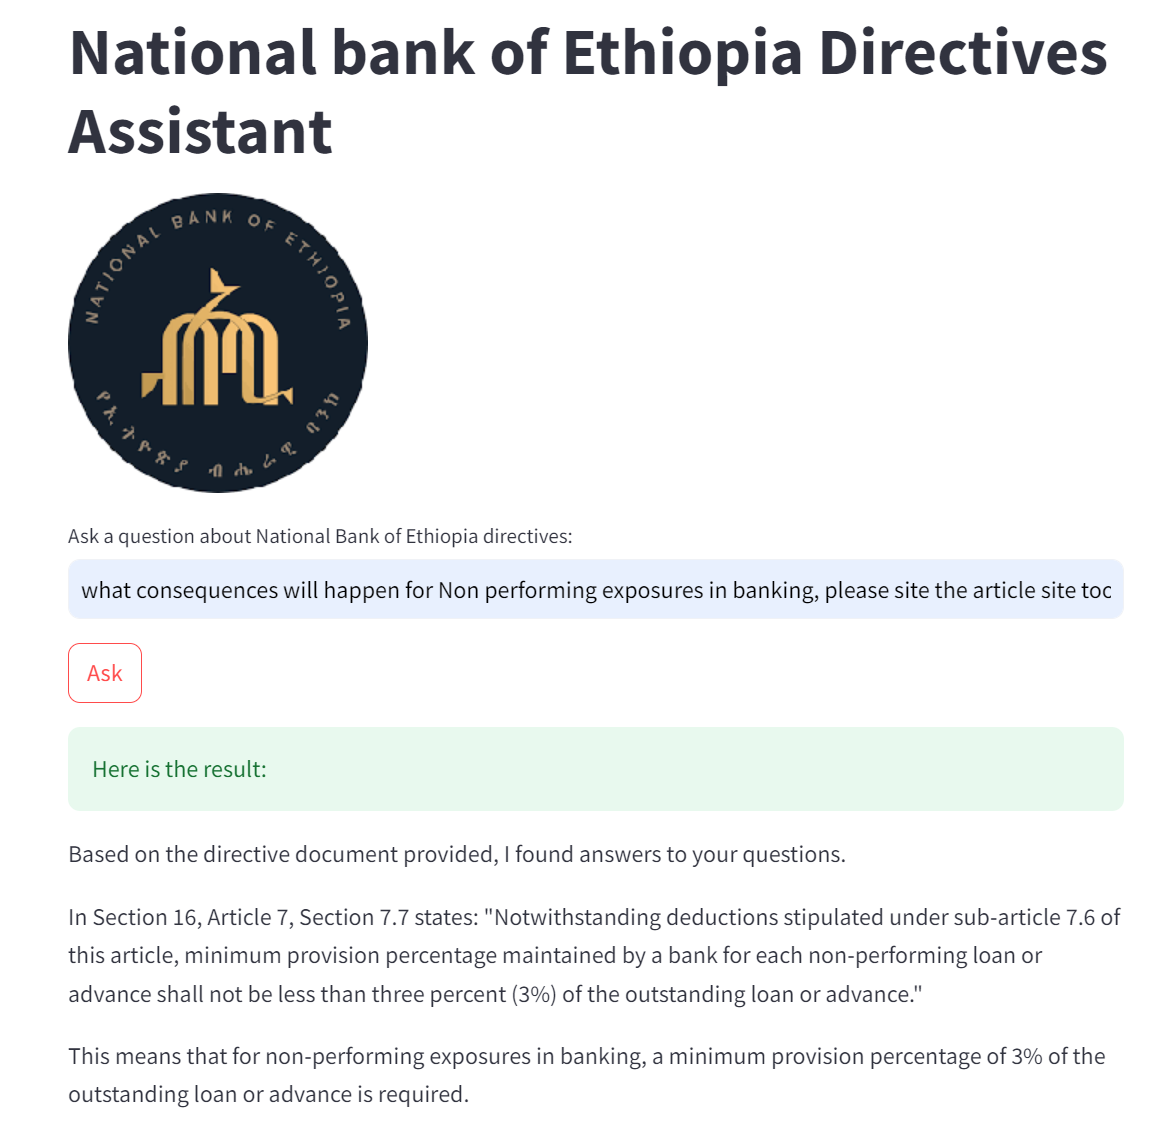 National bank of Ethiopia Directives
Assistant
NATIONAL BANK OF ETHIOPIA
የኢትዮጵያ ብሔራዊ ባንክ
Ask a question about National Bank of Ethiopia directives:
what consequences will happen for Non performing exposures in banking, please site the article site toc
Ask
Here is the result:
Based on the directive document provided, I found answers to your questions.
In Section 16, Article 7, Section 7.7 states: "Notwithstanding deductions stipulated under sub-article 7.6 of
this article, minimum provision percentage maintained by a bank for each non-performing loan or
advance shall not be less than three percent (3%) of the outstanding loan or advance."
This means that for non-performing exposures in banking, a minimum provision percentage of 3% of the
outstanding loan or advance is required.